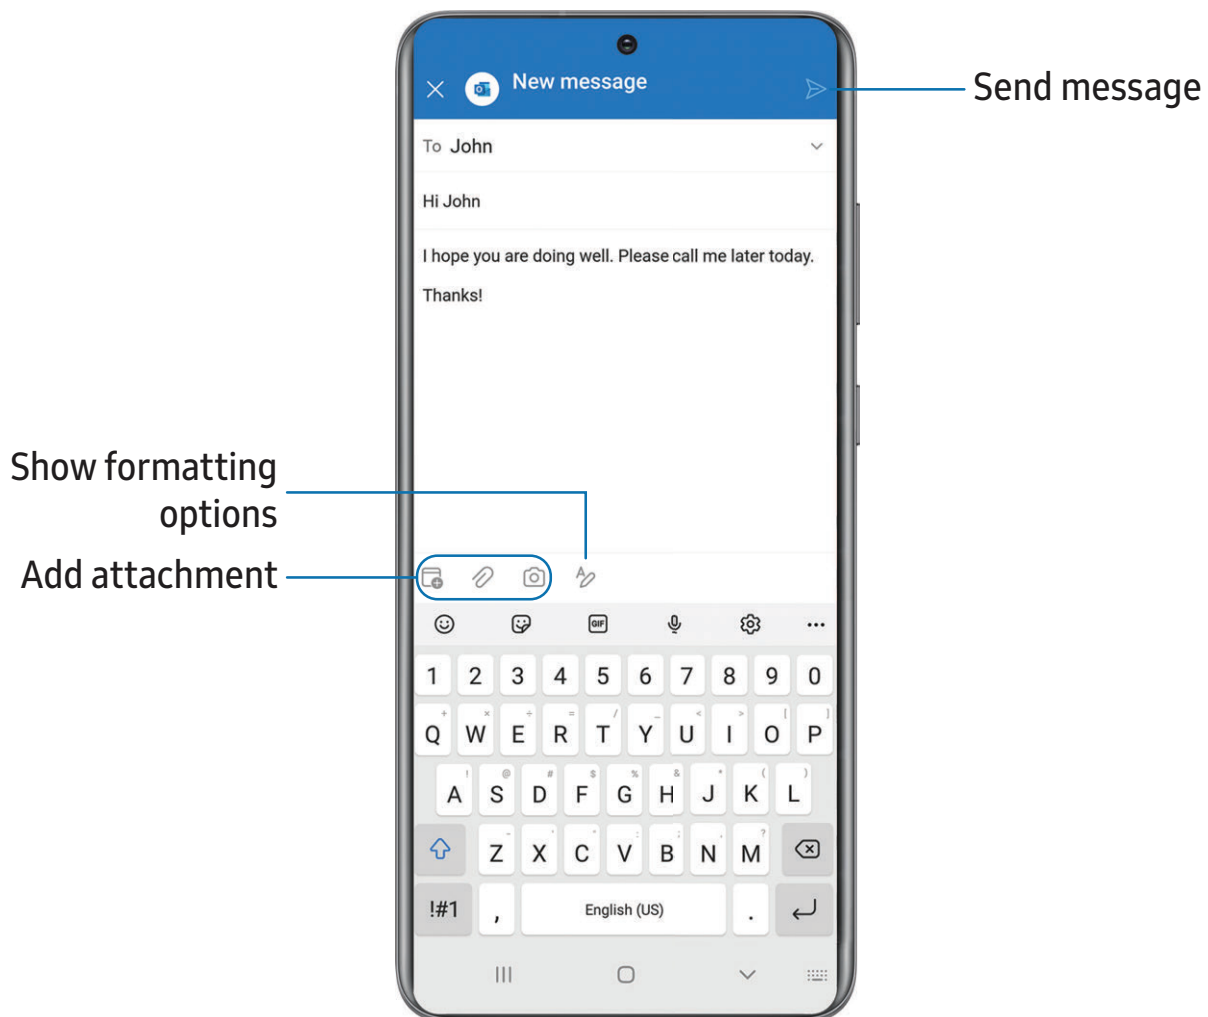 New message
Send message
To John
Hi John
I hope you are doing well. Please call me later today.
Thanks!
Show formatting
options
Add attachment
GIF
1 2 3 4 5 6 7 8 9 0
+ × ÷ = / _ < > [ ]
Q W E R T Y U I O P
! @ # $ % & * ( )
A S D F G H J K L
- ' " : ; , ?
Z X C V B N M
!#1 , English (US) .